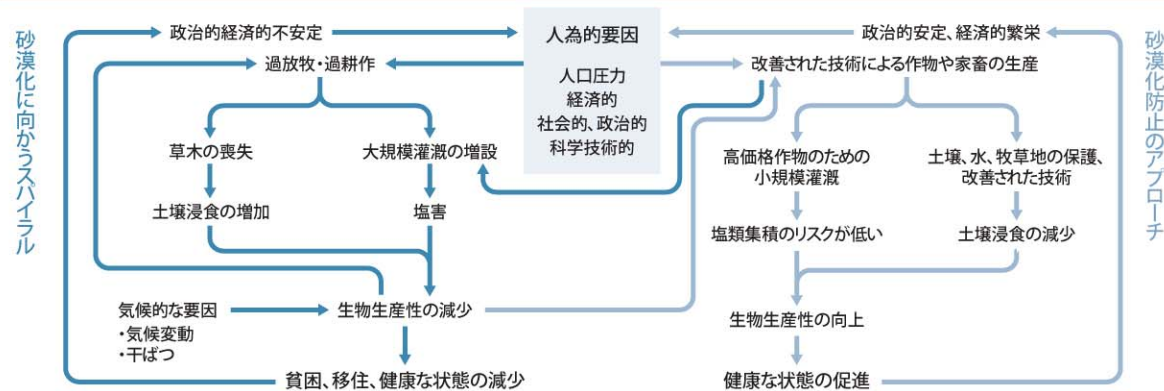 砂漠化に向かうスパイラル
政治的経済的不安定
過放牧・過耕作
草木の喪失
大規模灌漑の増設
土壌浸食の増加
塩害
気候的な要因
・気候変動
・干ばつ
生物生産性の減少
貧困、移住、健康な状態の減少
人為的要因
人口圧力
経済的
社会的、政治的
科学技術的
政治的安定、経済的繁栄
改善された技術による作物や家畜の生産
高価格作物のための
小規模灌漑
土壌、水、牧草地の保護、
改善された技術
塩類集積のリスクが低い
土壌浸食の減少
生物生産性の向上
健康な状態の促進
砂漠化防止のアプローチ